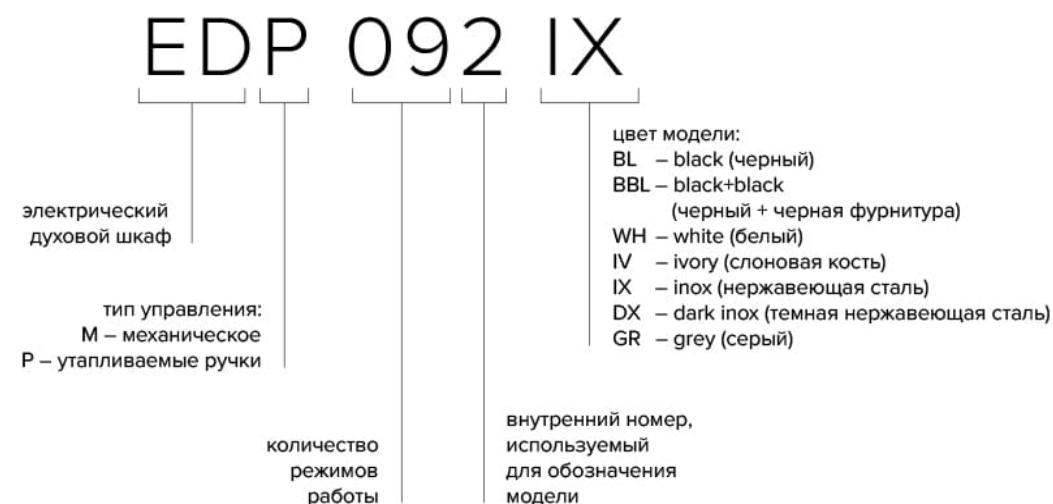 EDP 092 IX
цвет модели:
BL – black (черный)
BBL – black+black
(черный + черная фурнитура)
WH – white (белый)
IV – ivory (слоновая кость)
IX – inox (нержавеющая сталь)
DX – dark inox (темная нержавеющая сталь)
GR – grey (серый)
электрический
духовой шкаф
тип управления:
M – механическое
P – утапливаемые ручки
количество
режимов
работы
внутренний номер,
используемый
для обозначения
модели